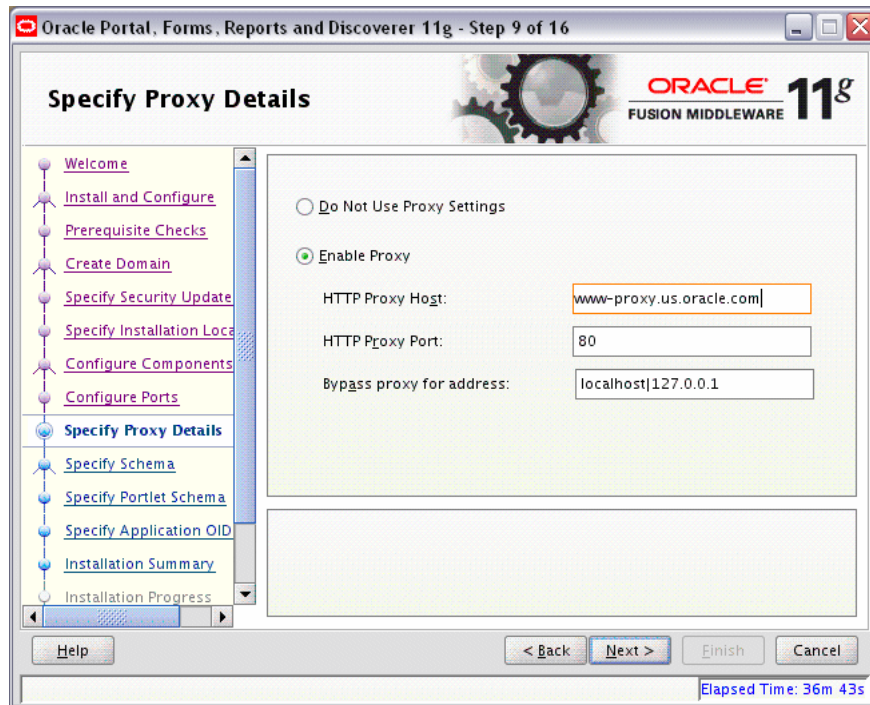 Oracle Portal, Forms, Reports and Discoverer 11g - Step 9 of 16
Specify Proxy Details
ORACLE
FUSION MIDDLEWARE
11g
Welcome
Install and Configure
Prerequisite Checks
Create Domain
Specify Security Update
Specify Installation Loca
Configure Components
Configure Ports
Specify Proxy Details
Specify Schema
Specify Portlet Schema
Specify Application OID
Installation Summary
Installation Progress
Do Not Use Proxy Settings
Enable Proxy
HTTP Proxy Host: www-proxy.us.oracle.com
HTTP Proxy Port: 80
Bypass proxy for address: localhost|127.0.0.1
Help
< Back
Next >
Finish
Cancel
Elapsed Time: 36m 43s